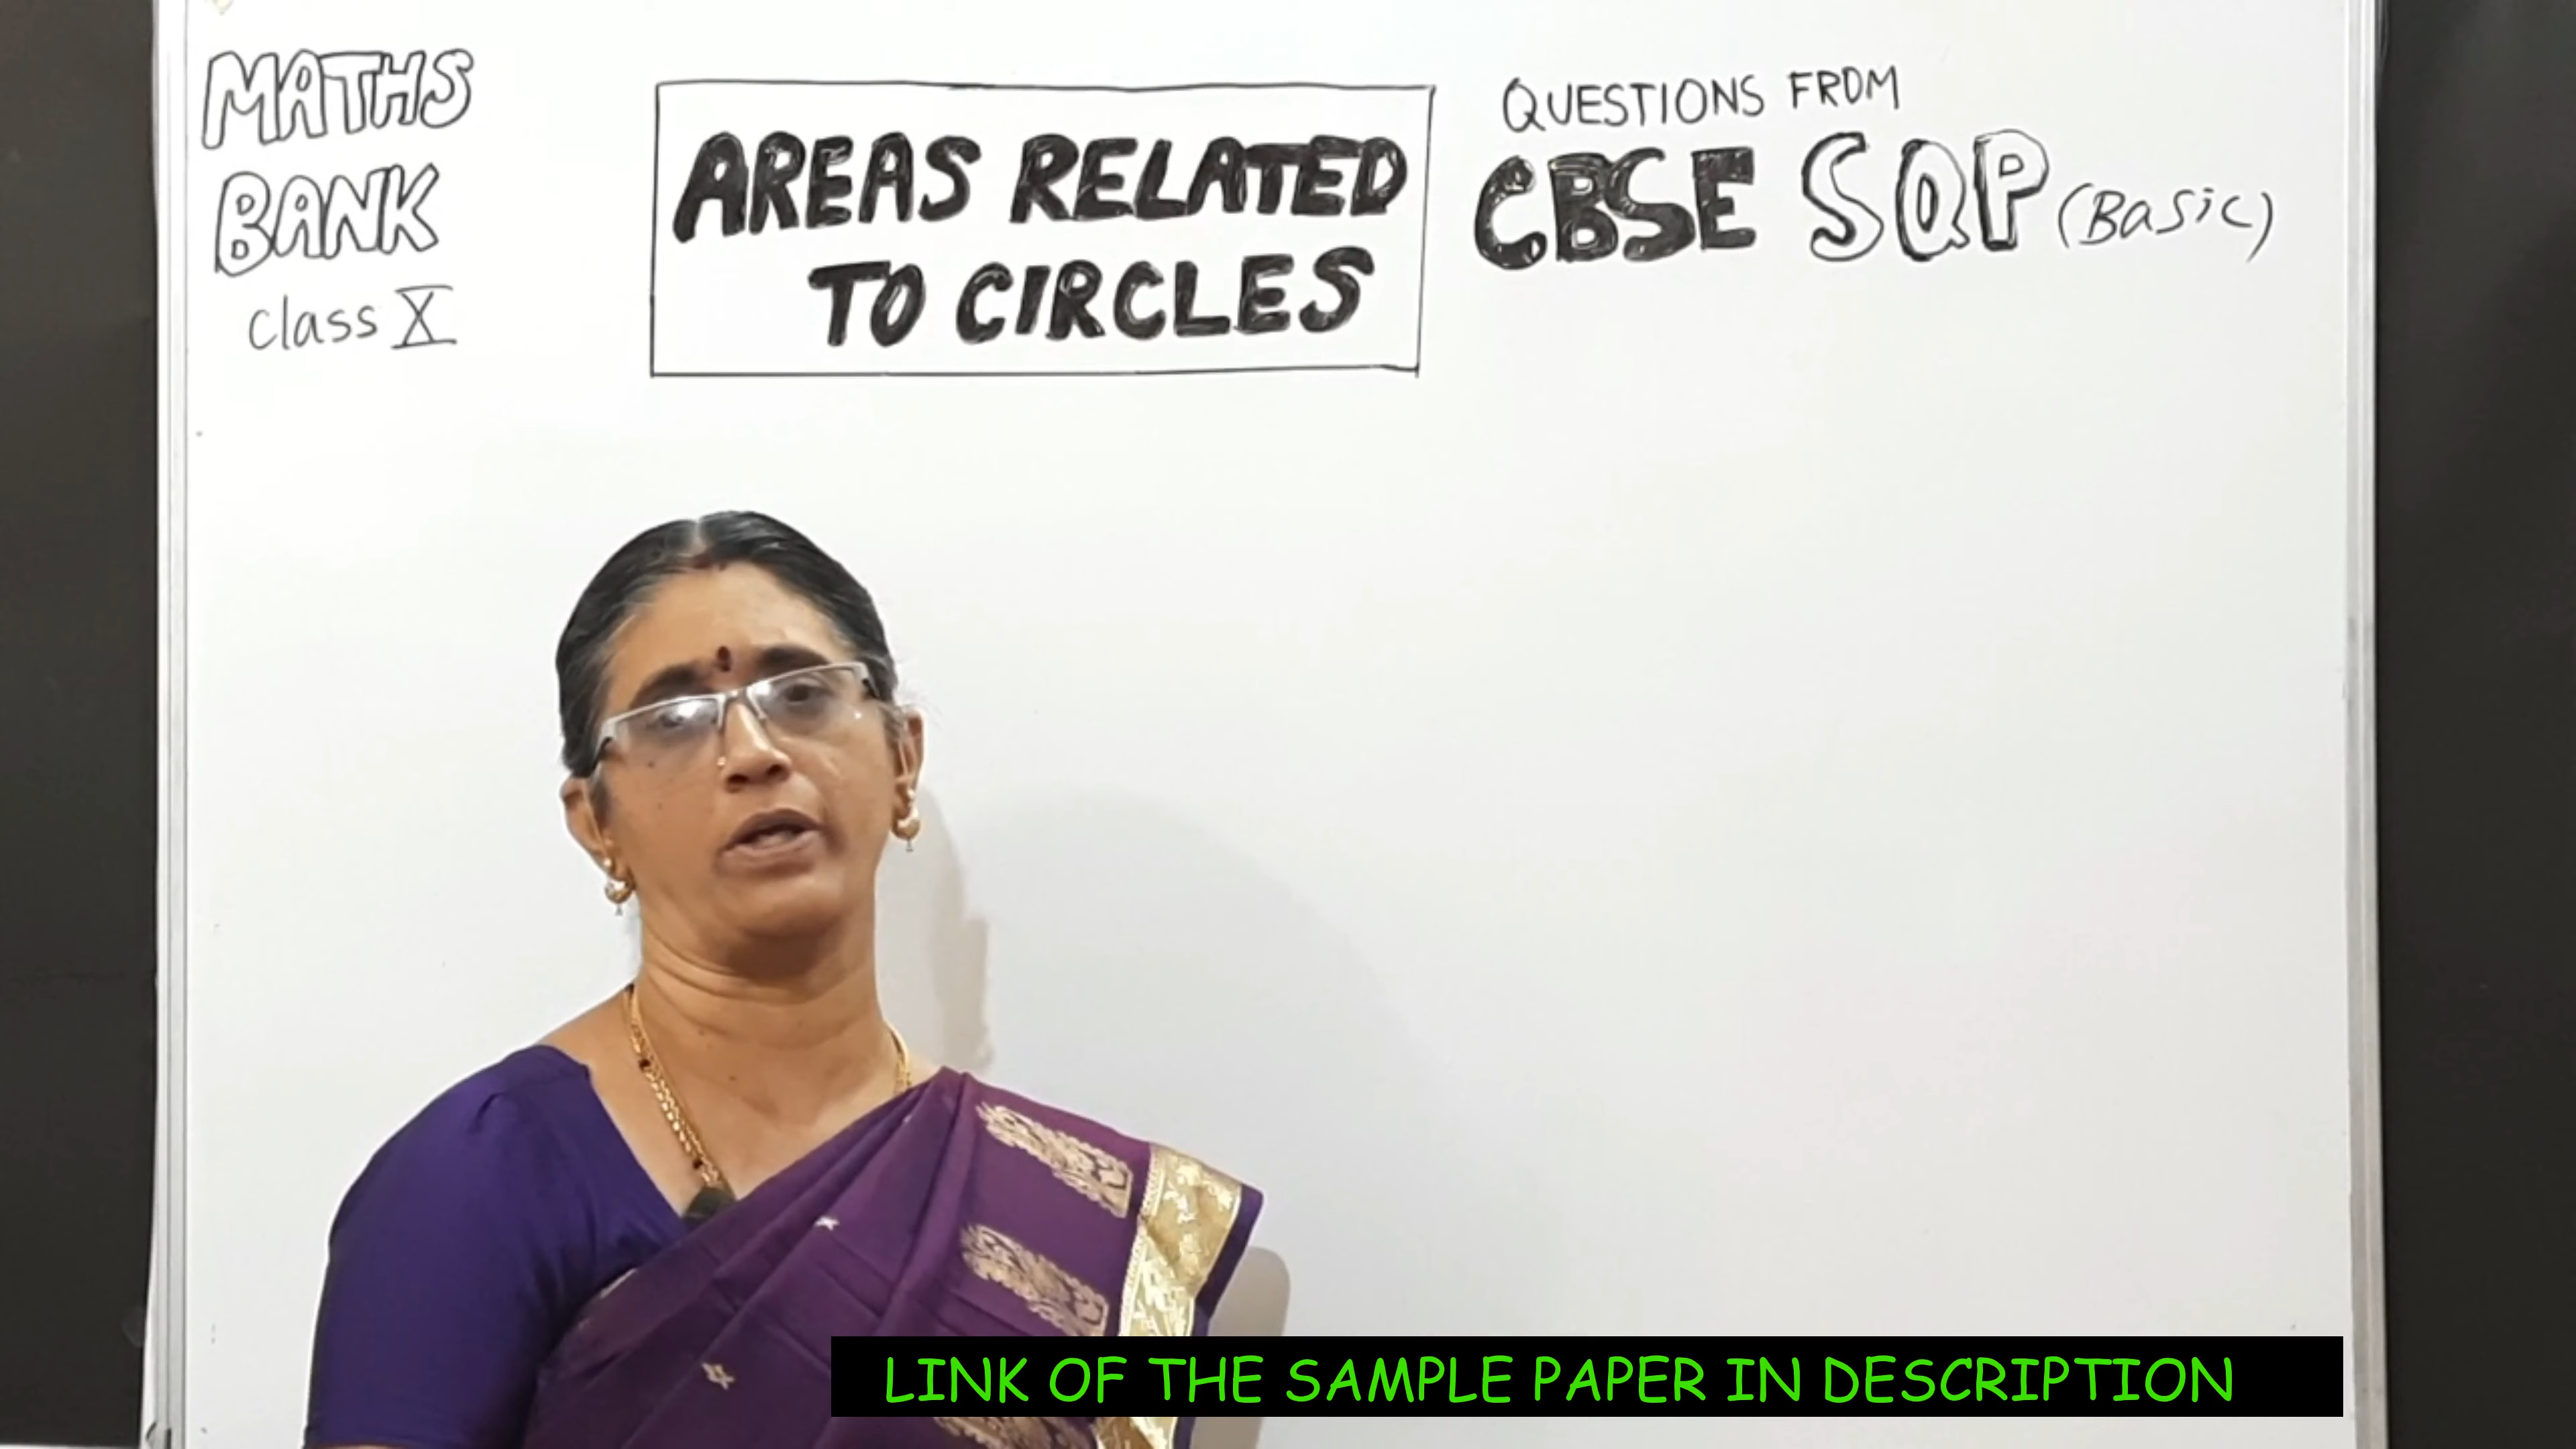 MATHS
BANK
class X
AREAS RELATED
TO CIRCLES
QUESTIONS FROM
CBSE SQP (Basic)
LINK OF THE SAMPLE PAPER IN DESCRIPTION